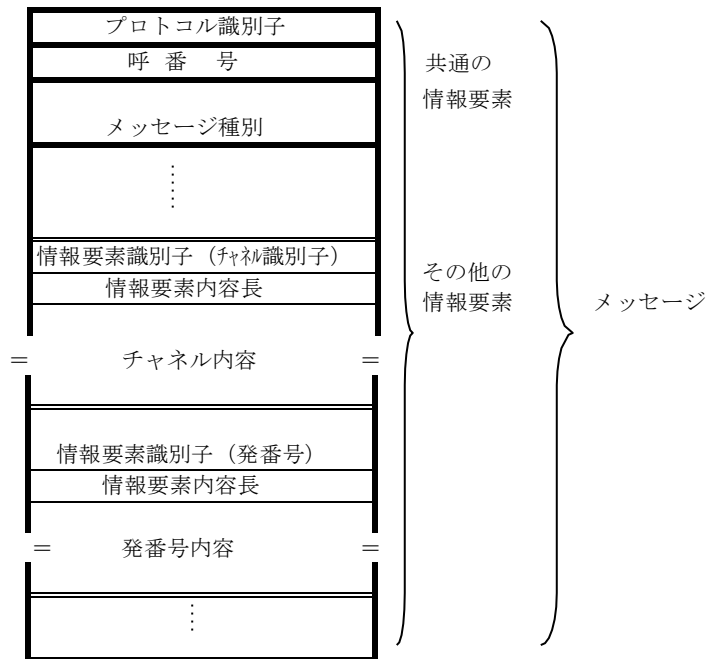 プロトコル識別子
呼 番 号
メッセージ種別
⋮
情報要素識別子（ﾁｬﾈﾙ識別子）
情報要素内容長
＝ チャネル内容 ＝
情報要素識別子（発番号）
情報要素内容長
＝ 発番号内容 ＝
⋮
共通の
情報要素
その他の
情報要素
メッセージ